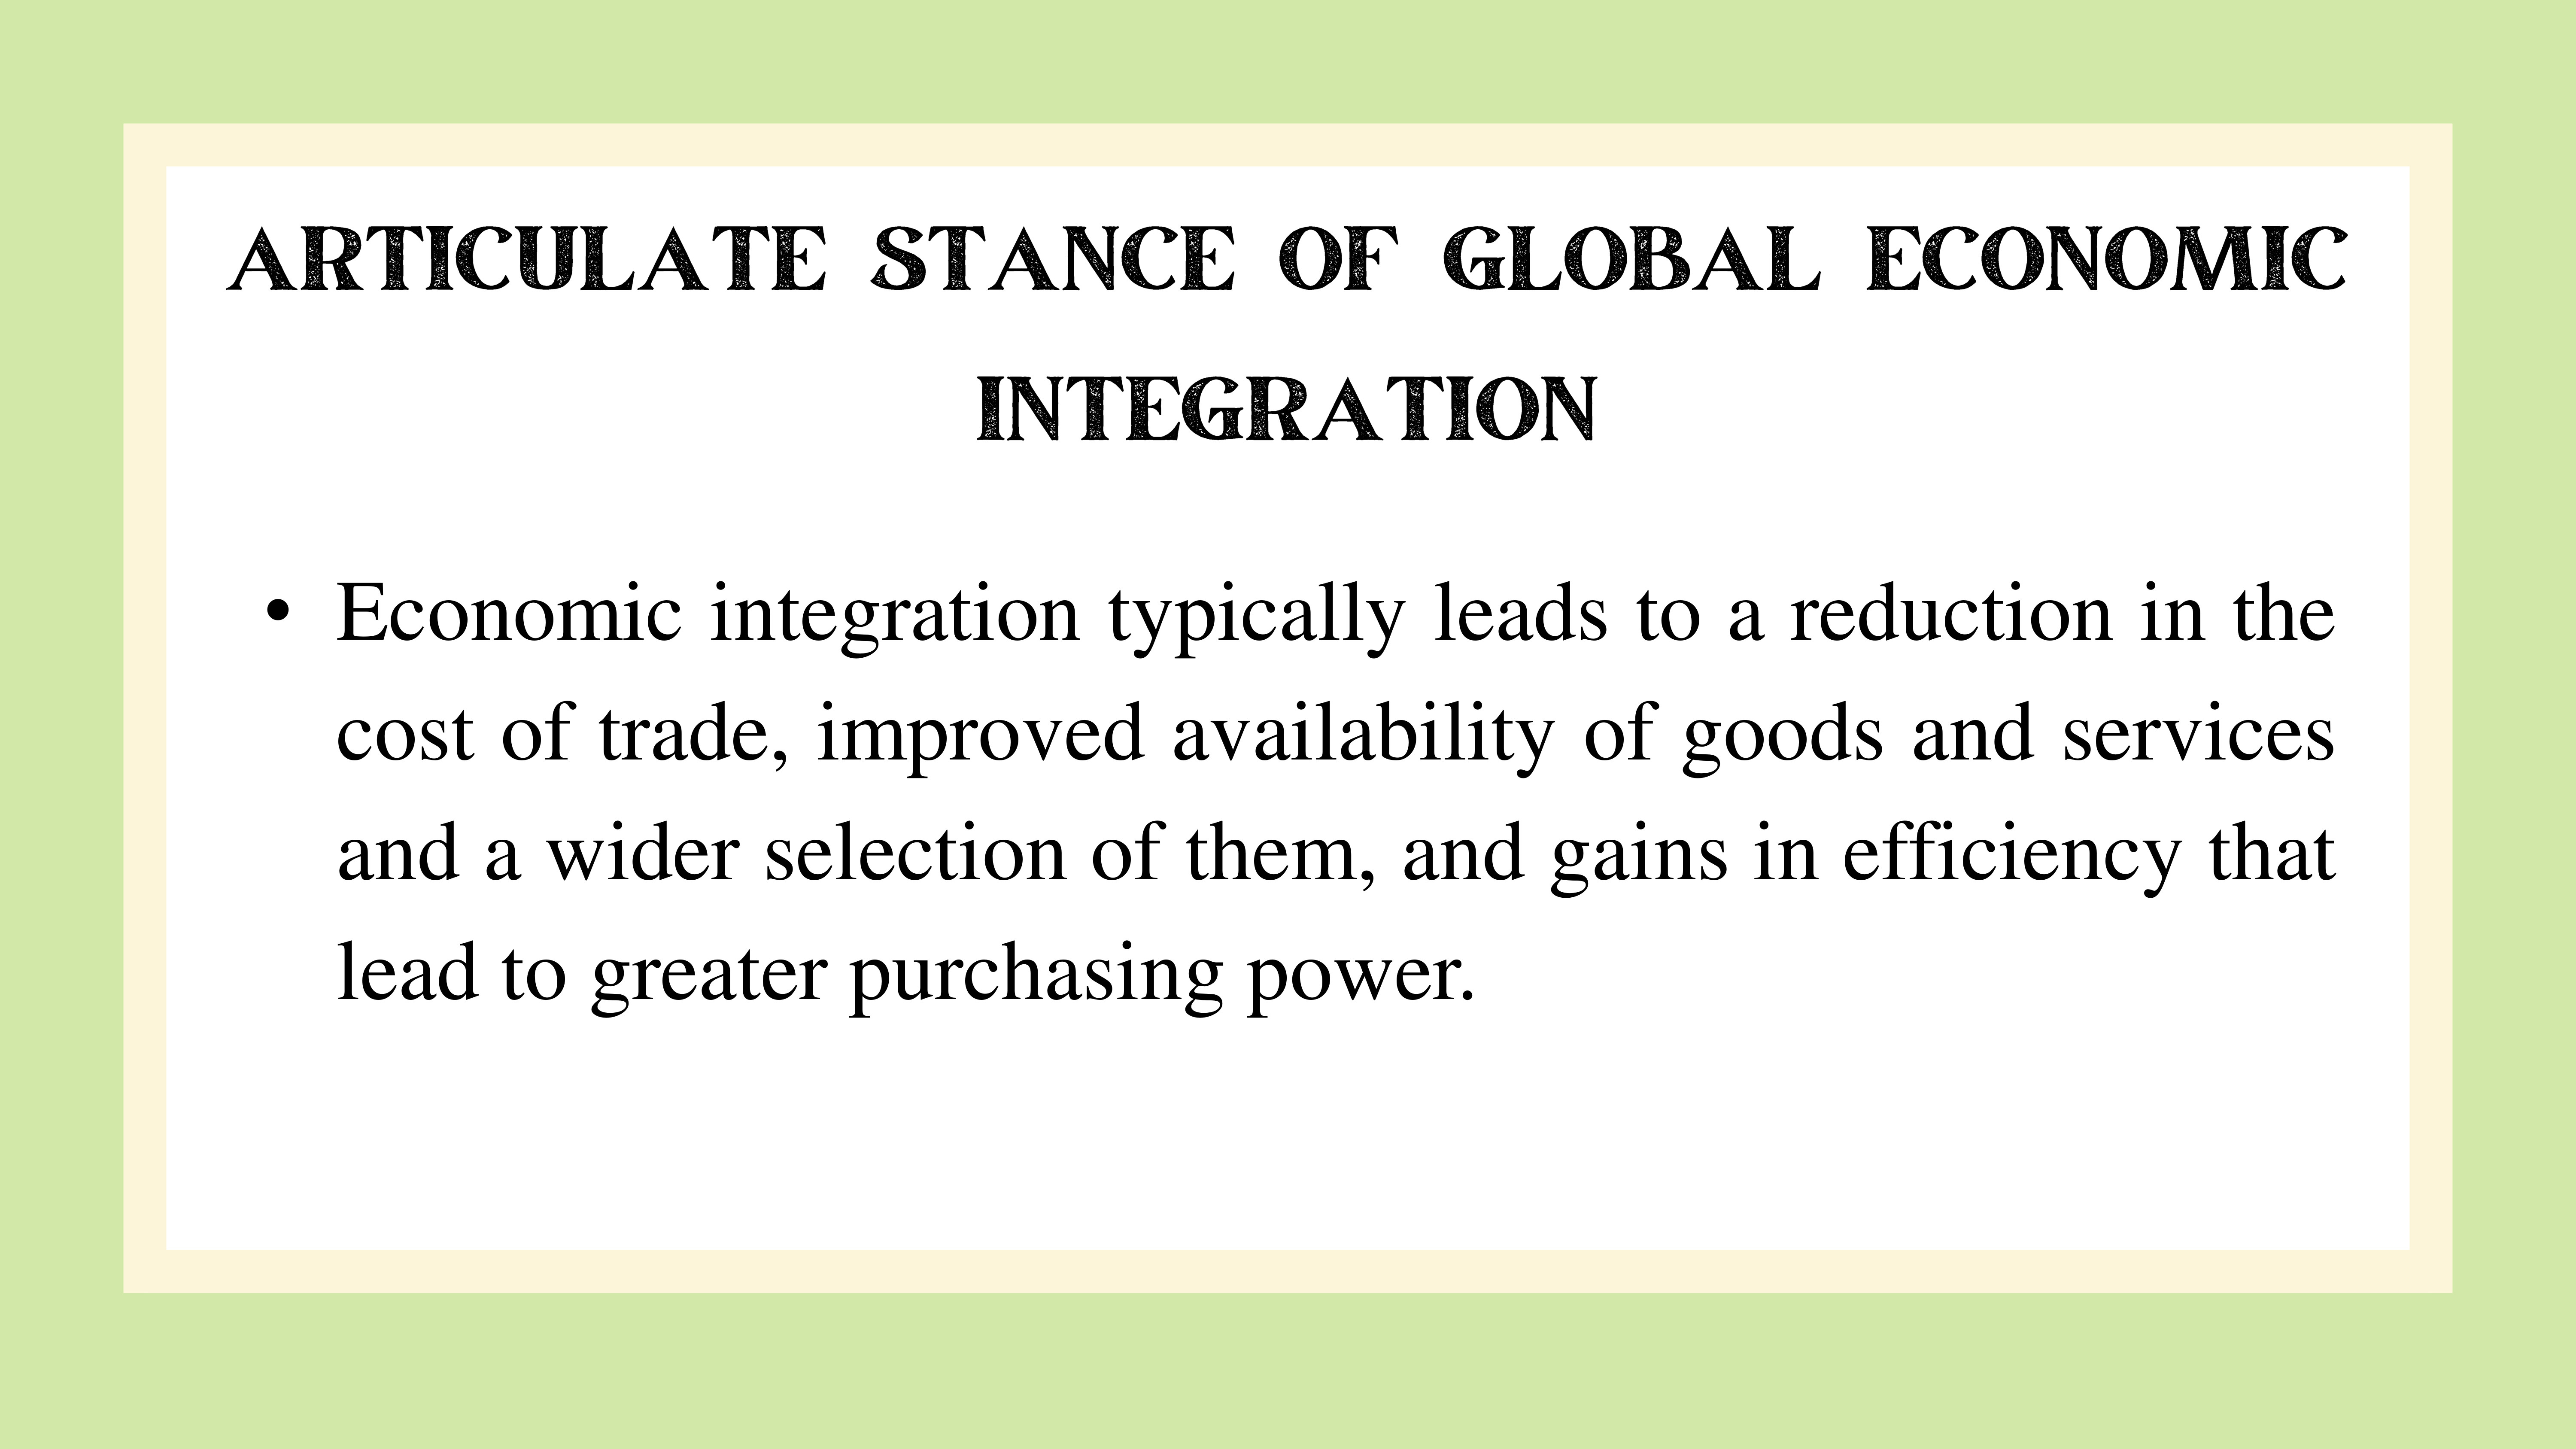 ARTICULATE STANCE OF GLOBAL ECONOMIC
INTEGRATION
• Economic integration typically leads to a reduction in the
cost of trade, improved availability of goods and services
and a wider selection of them, and gains in efficiency that
lead to greater purchasing power.